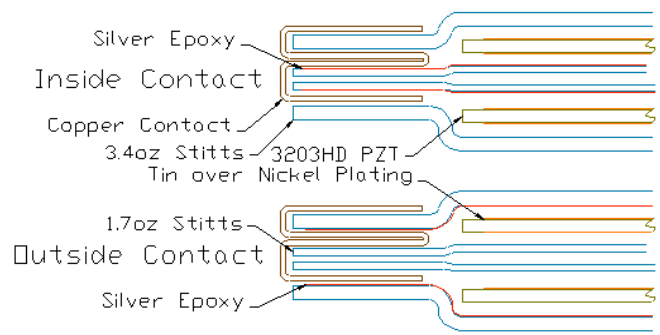 Silver Epoxy
Inside Contact
Copper Contact
3.4oz Stitts
3203HD PZT
Tin over Nickel Plating
1.7oz Stitts
Outside Contact
Silver Epoxy